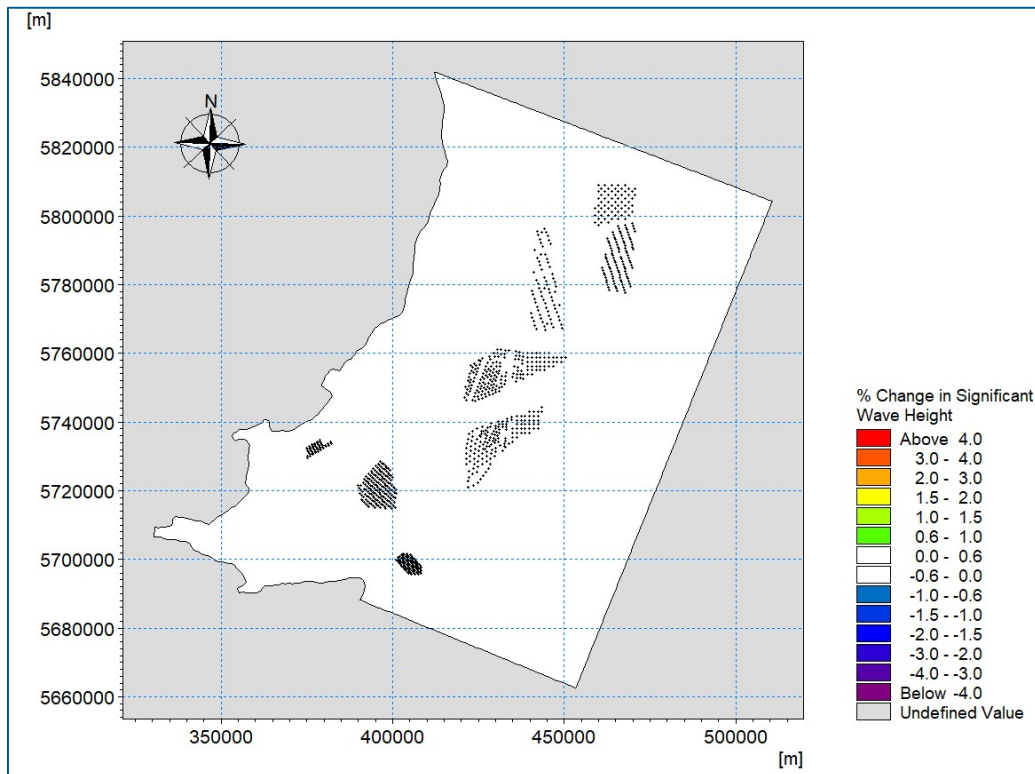 [m]
5840000
5820000
5800000
5780000
5760000
5740000
5720000
5700000
5680000
5660000
N
350000 400000 450000 500000
[m]
% Change in Significant
Wave Height
Above 4.0
3.0 - 4.0
2.0 - 3.0
1.5 - 2.0
1.0 - 1.5
0.6 - 1.0
0.0 - 0.6
-0.6 - 0.0
-1.0 - -0.6
-1.5 - -1.0
-2.0 - -1.5
-3.0 - -2.0
-4.0 - -3.0
Below -4.0
Undefined Value